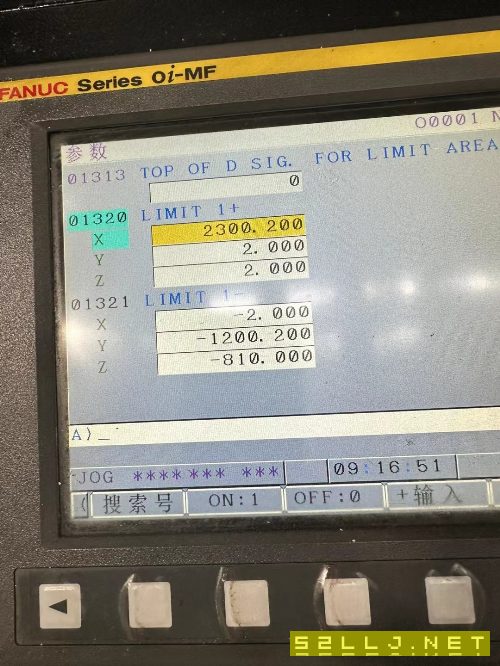 FANUC Series 0i-MF
O0001 N
参数
01313 TOP OF D SIG. FOR LIMIT AREA
0
01320 LIMIT 1+
X 2300.200
Y 2.000
Z 2.000
01321 LIMIT 1-
X -2.000
Y -1200.200
Z -810.000
A)_
JOG **** *** ***
09:16:51
( 搜索号 ON:1 OFF:0 +输入
◄
52LLJ.NET